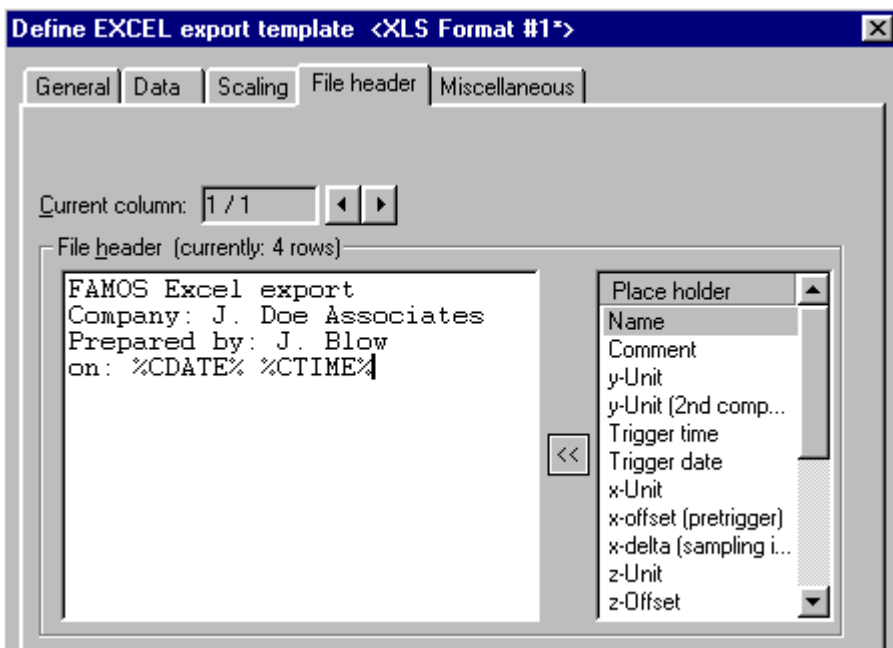 Define EXCEL export template <XLS Format #1*>
General Data Scaling File header Miscellaneous
Current column: 1 / 1
File header (currently: 4 rows)
FAMOS Excel export
Company: J. Doe Associates
Prepared by: J. Blow
on: %CDATE% %CTIME%
<<
Place holder
Name
Comment
y-Unit
y-Unit (2nd comp...
Trigger time
Trigger date
x-Unit
x-offset (pretrigger)
x-delta (sampling i...
z-Unit
z-Offset